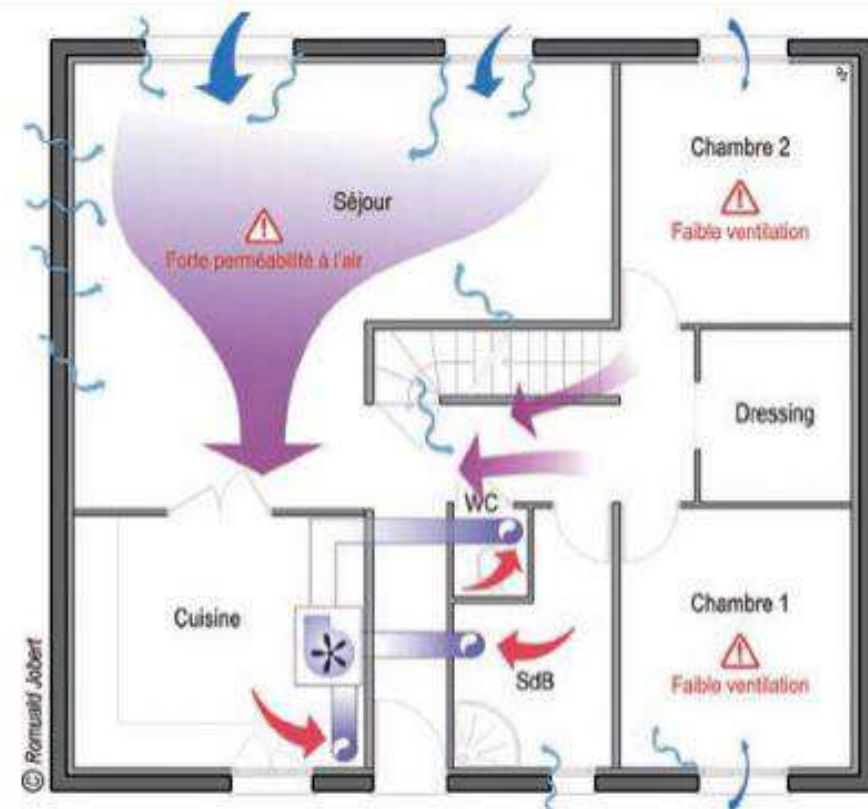 Chambre 2
Faible ventilation
Séjour
Forte perméabilité à l'air
Dressing
WC
Cuisine
SdB
Chambre 1
Faible ventilation
© Romuald Jobert